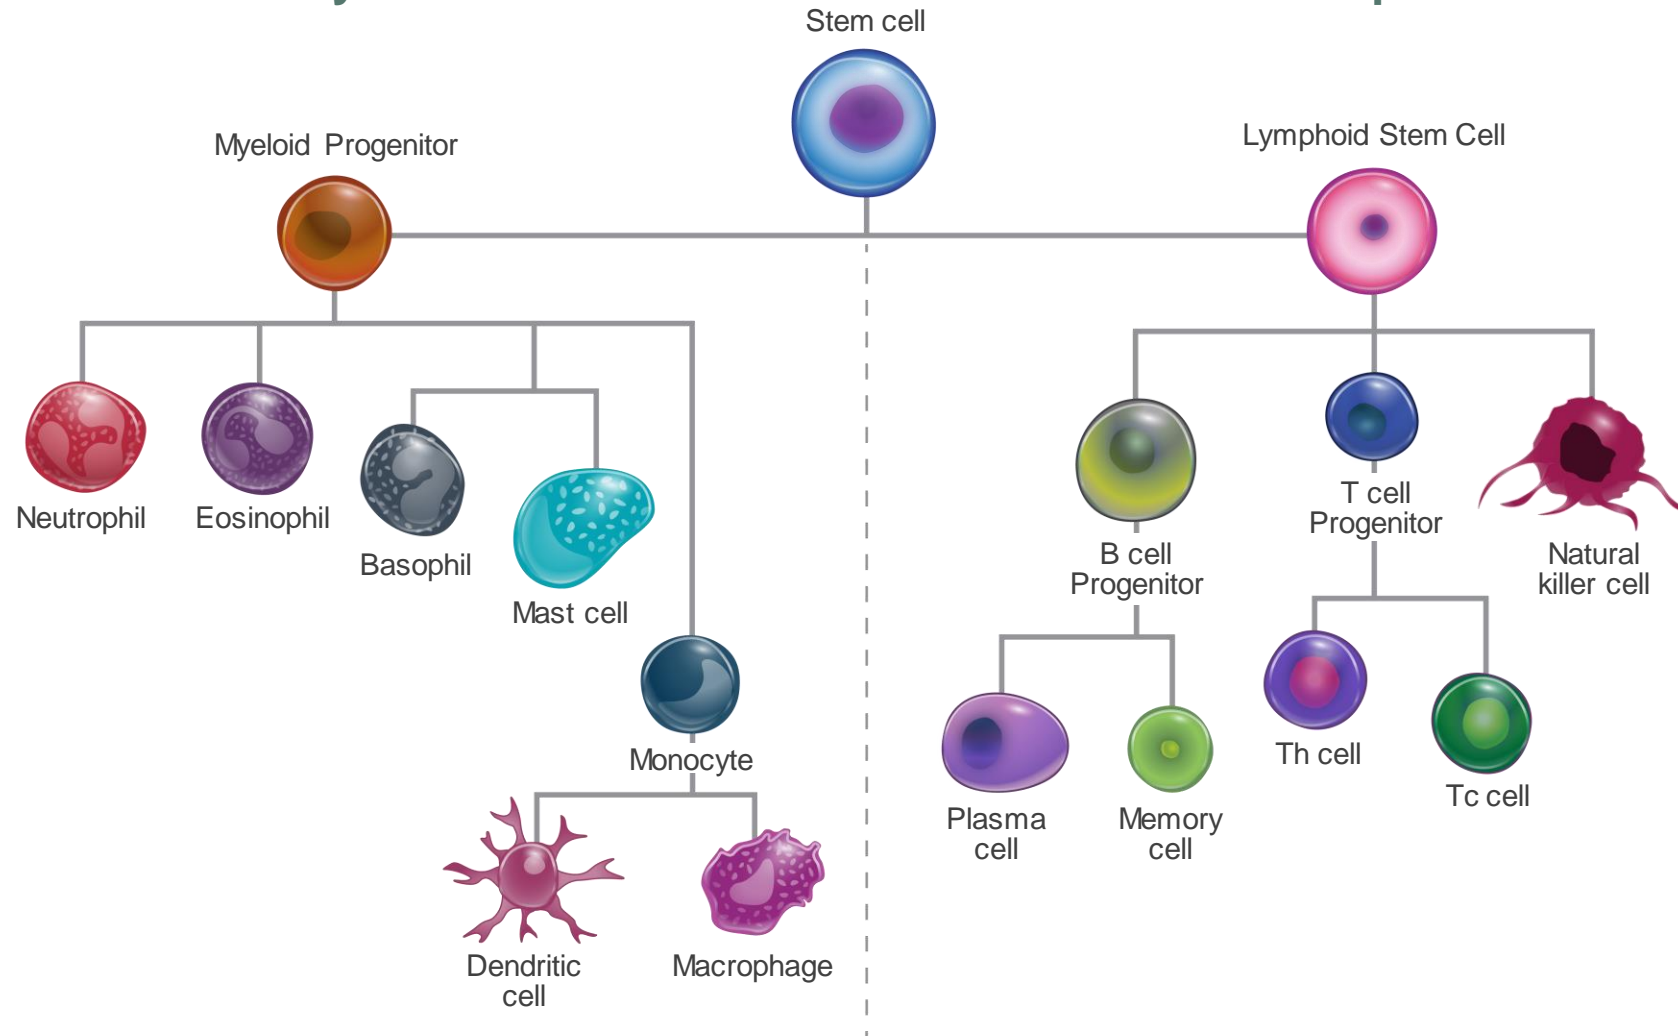 Stem cell
Myeloid Progenitor
Lymphoid Stem Cell
Neutrophil
Eosinophil
Basophil
Mast cell
Monocyte
Dendritic
cell
Macrophage
B cell
Progenitor
T cell
Progenitor
Natural
killer cell
Plasma
cell
Memory
cell
Th cell
Tc cell